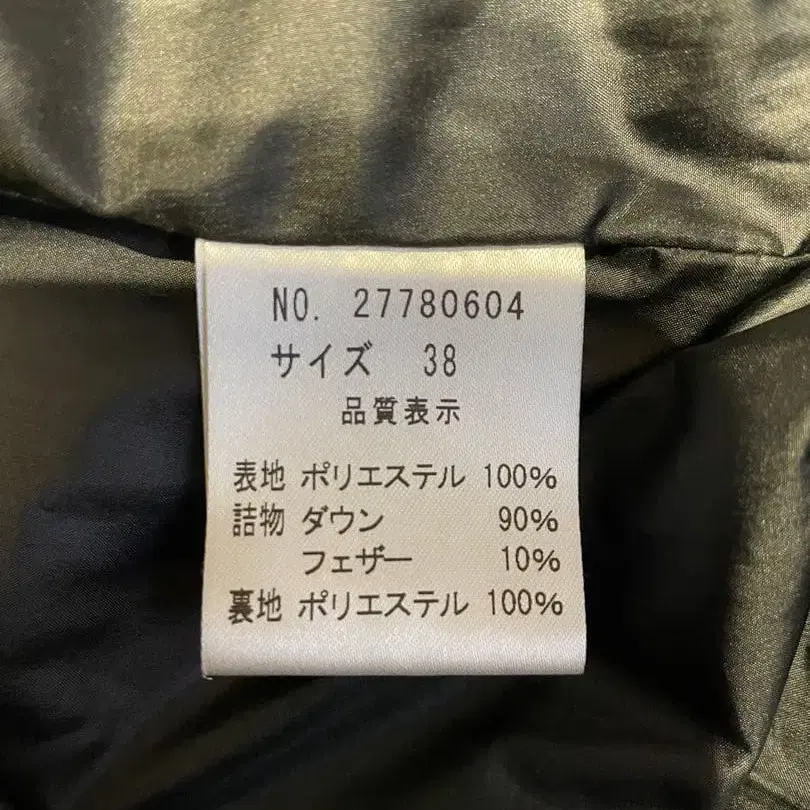 NO. 27780604
サイズ 38
品質表示
表地 ポリエステル 100%
詰物 ダウン 90%
フェザー 10%
裏地 ポリエステル 100%